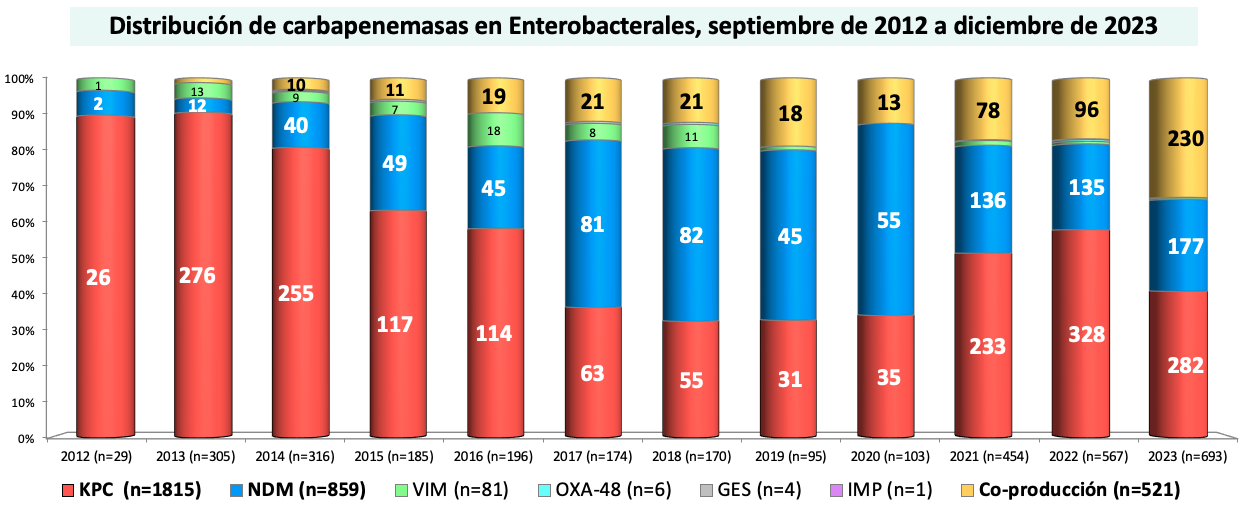 Distribución de carbapenemasas en Enterobacterales, septiembre de 2012 a diciembre de 2023
100%
90%
80%
70%
60%
50%
40%
30%
20%
10%
0%
1 13 10 11 19 21 21 18 13 78 96 230
2 12 9 7 18 8 11
40 49 45 81 82 45 55 136 135 177
26 276 255 117 114 63 55 31 35 233 328 282
2012 (n=29) 2013 (n=305) 2014 (n=316) 2015 (n=185) 2016 (n=196) 2017 (n=174) 2018 (n=170) 2019 (n=95) 2020 (n=103) 2021 (n=454) 2022 (n=567) 2023 (n=693)
KPC (n=1815) NDM (n=859) VIM (n=81) OXA-48 (n=6) GES (n=4) IMP (n=1) Co-producción (n=521)